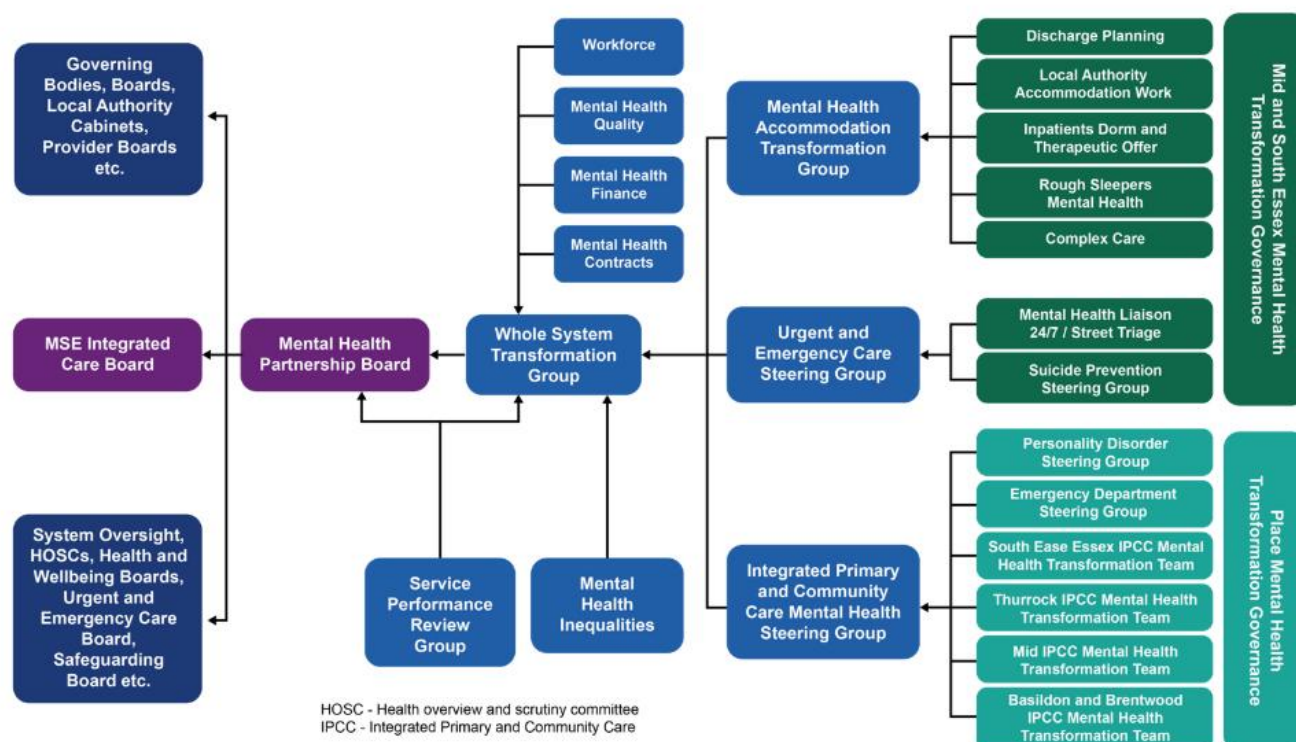 Governing
Bodies, Boards,
Local Authority
Cabinets,
Provider Boards
etc.
MSE Integrated
Care Board
System Oversight,
HOSCs, Health and
Wellbeing Boards,
Urgent and
Emergency Care
Board,
Safeguarding
Board etc.
Mental Health
Partnership Board
Workforce
Mental Health
Quality
Mental Health
Finance
Mental Health
Contracts
Whole System
Transformation
Group
Service
Performance
Review
Group
Mental
Health
Inequalities
HOSC - Health overview and scrutiny committee
IPCC - Integrated Primary and Community Care
Mental Health
Accommodation
Transformation
Group
Urgent and
Emergency Care
Steering Group
Integrated Primary
and Community
Care Mental Health
Steering Group
Discharge Planning
Local Authority
Accommodation Work
Inpatients Dorm and
Therapeutic Offer
Rough Sleepers
Mental Health
Complex Care
Mental Health Liaison
24/7 / Street Triage
Suicide Prevention
Steering Group
Personality Disorder
Steering Group
Emergency Department
Steering Group
South Ease Essex IPCC Mental
Health Transformation Team
Thurrock IPCC Mental Health
Transformation Team
Mid IPCC Mental Health
Transformation Team
Basildon and Brentwood
IPCC Mental Health
Transformation Team
Mid and South Essex Mental Health
Transformation Governance
Place Mental Health
Transformation Governance